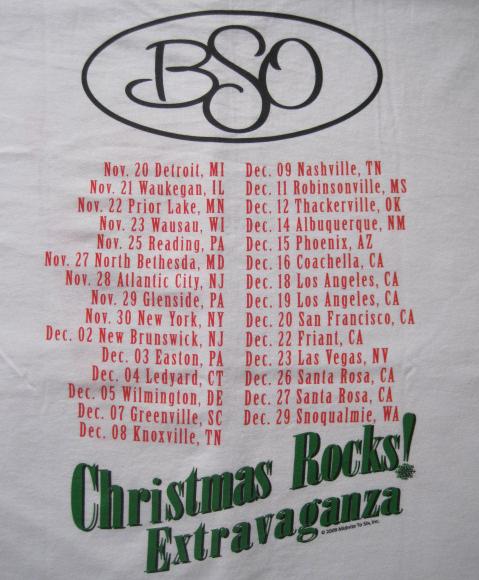 BSO
Nov. 20 Detroit, MI
Nov. 21 Waukegan, IL
Nov. 22 Prior Lake, MN
Nov. 23 Wausau, WI
Nov. 25 Reading, PA
Nov. 27 North Bethesda, MD
Nov. 28 Atlantic City, NJ
Nov. 29 Glenside, PA
Nov. 30 New York, NY
Dec. 02 New Brunswick, NJ
Dec. 03 Easton, PA
Dec. 04 Ledyard, CT
Dec. 05 Wilmington, DE
Dec. 07 Greenville, SC
Dec. 08 Knoxville, TN
Dec. 09 Nashville, TN
Dec. 11 Robinsonville, MS
Dec. 12 Thackerville, OK
Dec. 14 Albuquerque, NM
Dec. 15 Phoenix, AZ
Dec. 16 Coachella, CA
Dec. 18 Los Angeles, CA
Dec. 19 Los Angeles, CA
Dec. 20 San Francisco, CA
Dec. 22 Friant, CA
Dec. 23 Las Vegas, NV
Dec. 26 Santa Rosa, CA
Dec. 27 Santa Rosa, CA
Dec. 29 Snoqualmie, WA
Christmas Rocks!
Extravaganza
© 2009 Midnite To Six, Inc.